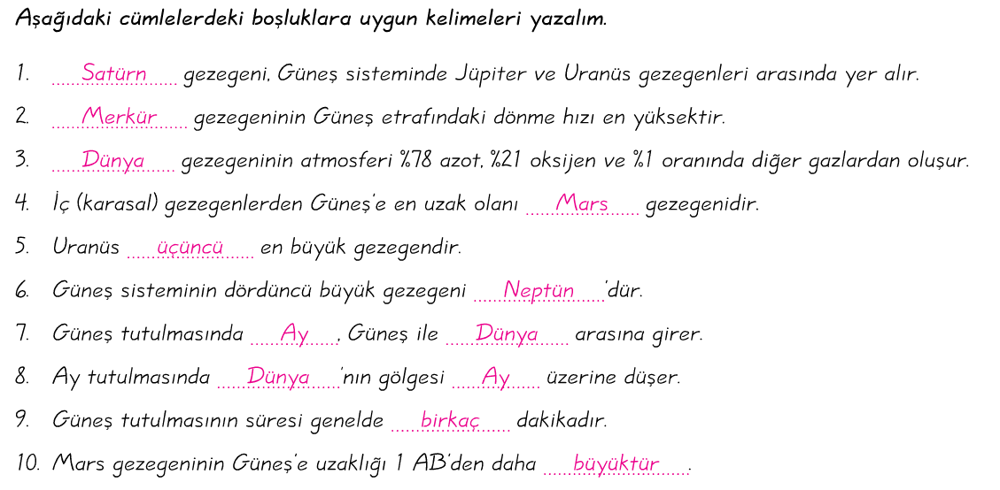 Aşağıdaki cümlelerdeki boşluklara uygun kelimeleri yazalım.
1. Satürn gezegeni, Güneş sisteminde Jüpiter ve Uranüs gezegenleri arasında yer alır.
2. Merkür gezegeninin Güneş etrafındaki dönme hızı en yüksektir.
3. Dünya gezegeninin atmosferi %78 azot, %21 oksijen ve %1 oranında diğer gazlardan oluşur.
4. İç (karasal) gezegenlerden Güneş'e en uzak olanı Mars gezegenidir.
5. Uranüs üçüncü en büyük gezegendir.
6. Güneş sisteminin dördüncü büyük gezegeni Neptün'dür.
7. Güneş tutulmasında Ay, Güneş ile Dünya arasına girer.
8. Ay tutulmasında Dünya'nın gölgesi Ay üzerine düşer.
9. Güneş tutulmasının süresi genelde birkaç dakikadır.
10. Mars gezegeninin Güneş'e uzaklığı 1 AB'den daha büyüktür.